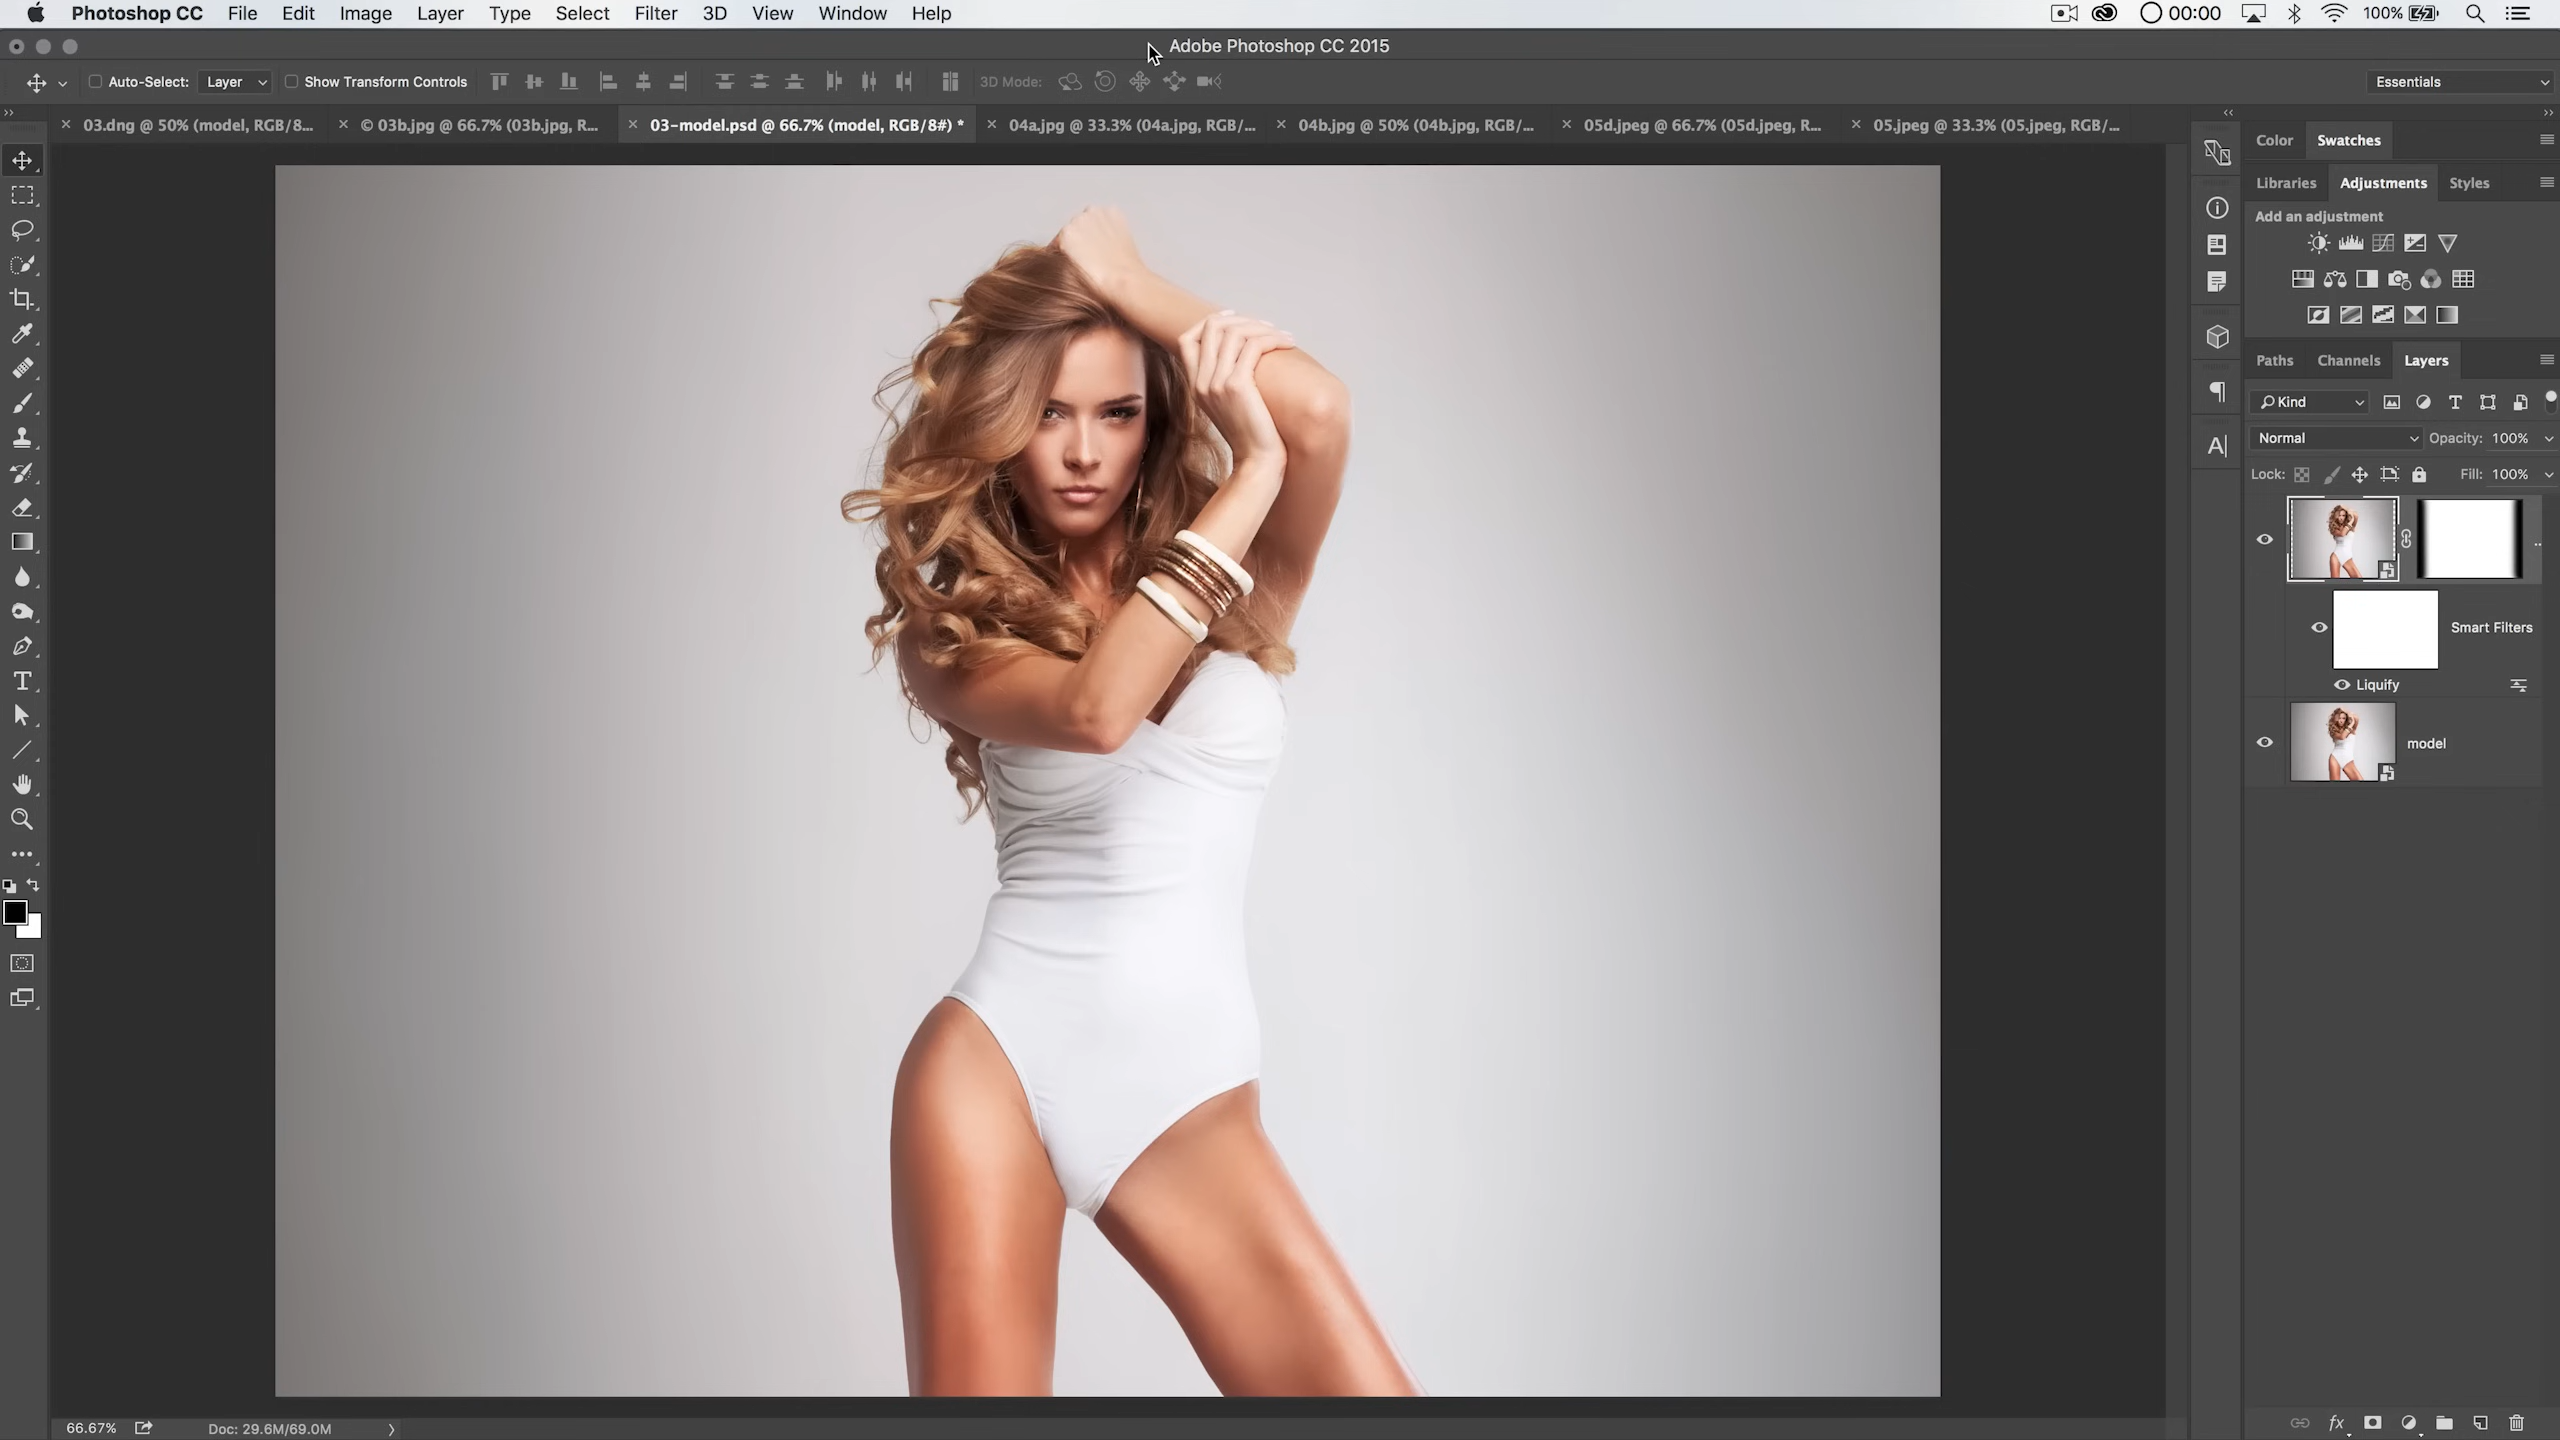 Photoshop CC File Edit Image Layer Type Select Filter 3D View Window Help 00:00 100%
Adobe Photoshop CC 2015
Auto-Select: Layer Show Transform Controls 3D Mode: Essentials
03.dng @ 50% (model, RGB/8... © 03b.jpg @ 66.7% (03b.jpg, R... 03-model.psd @ 66.7% (model, RGB/8#) * 04a.jpg @ 33.3% (04a.jpg, RGB/... 04b.jpg @ 50% (04b.jpg, RGB/... 05d.jpeg @ 66.7% (05d.jpeg, R... 05.jpeg @ 33.3% (05.jpeg, RGB/...
Color Swatches
Libraries Adjustments Styles
Add an adjustment
Paths Channels Layers
Kind
Normal Opacity: 100%
Lock: Fill: 100%
Smart Filters
Liquify
model
66.67% Doc: 29.6M/69.0M